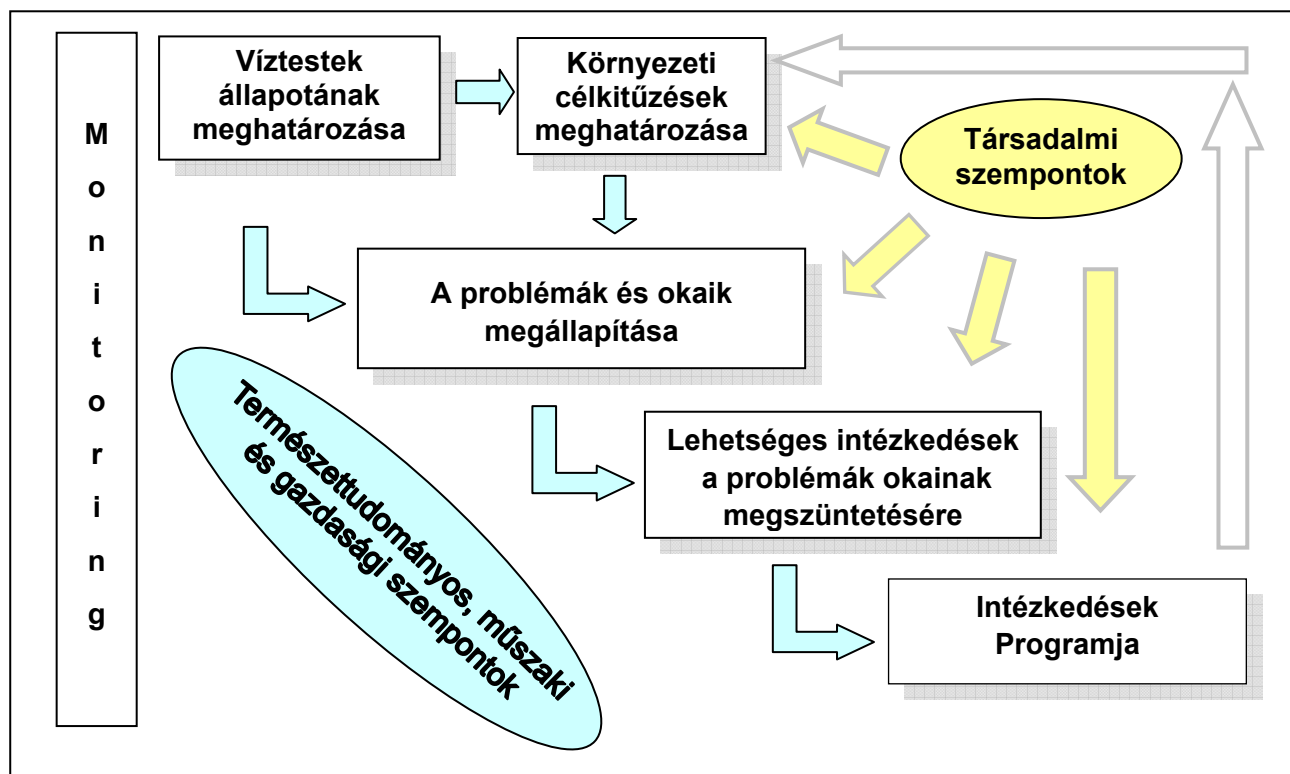 Monitoring
Víztestek
állapotának
meghatározása
Környezeti
célkitűzések
meghatározása
Társadalmi
szempontok
A problémák és okaik
megállapítása
Természettudományos, műszaki
és gazdasági szempontok
Lehetséges intézkedések
a problémák okainak
megszüntetésére
Intézkedések
Programja